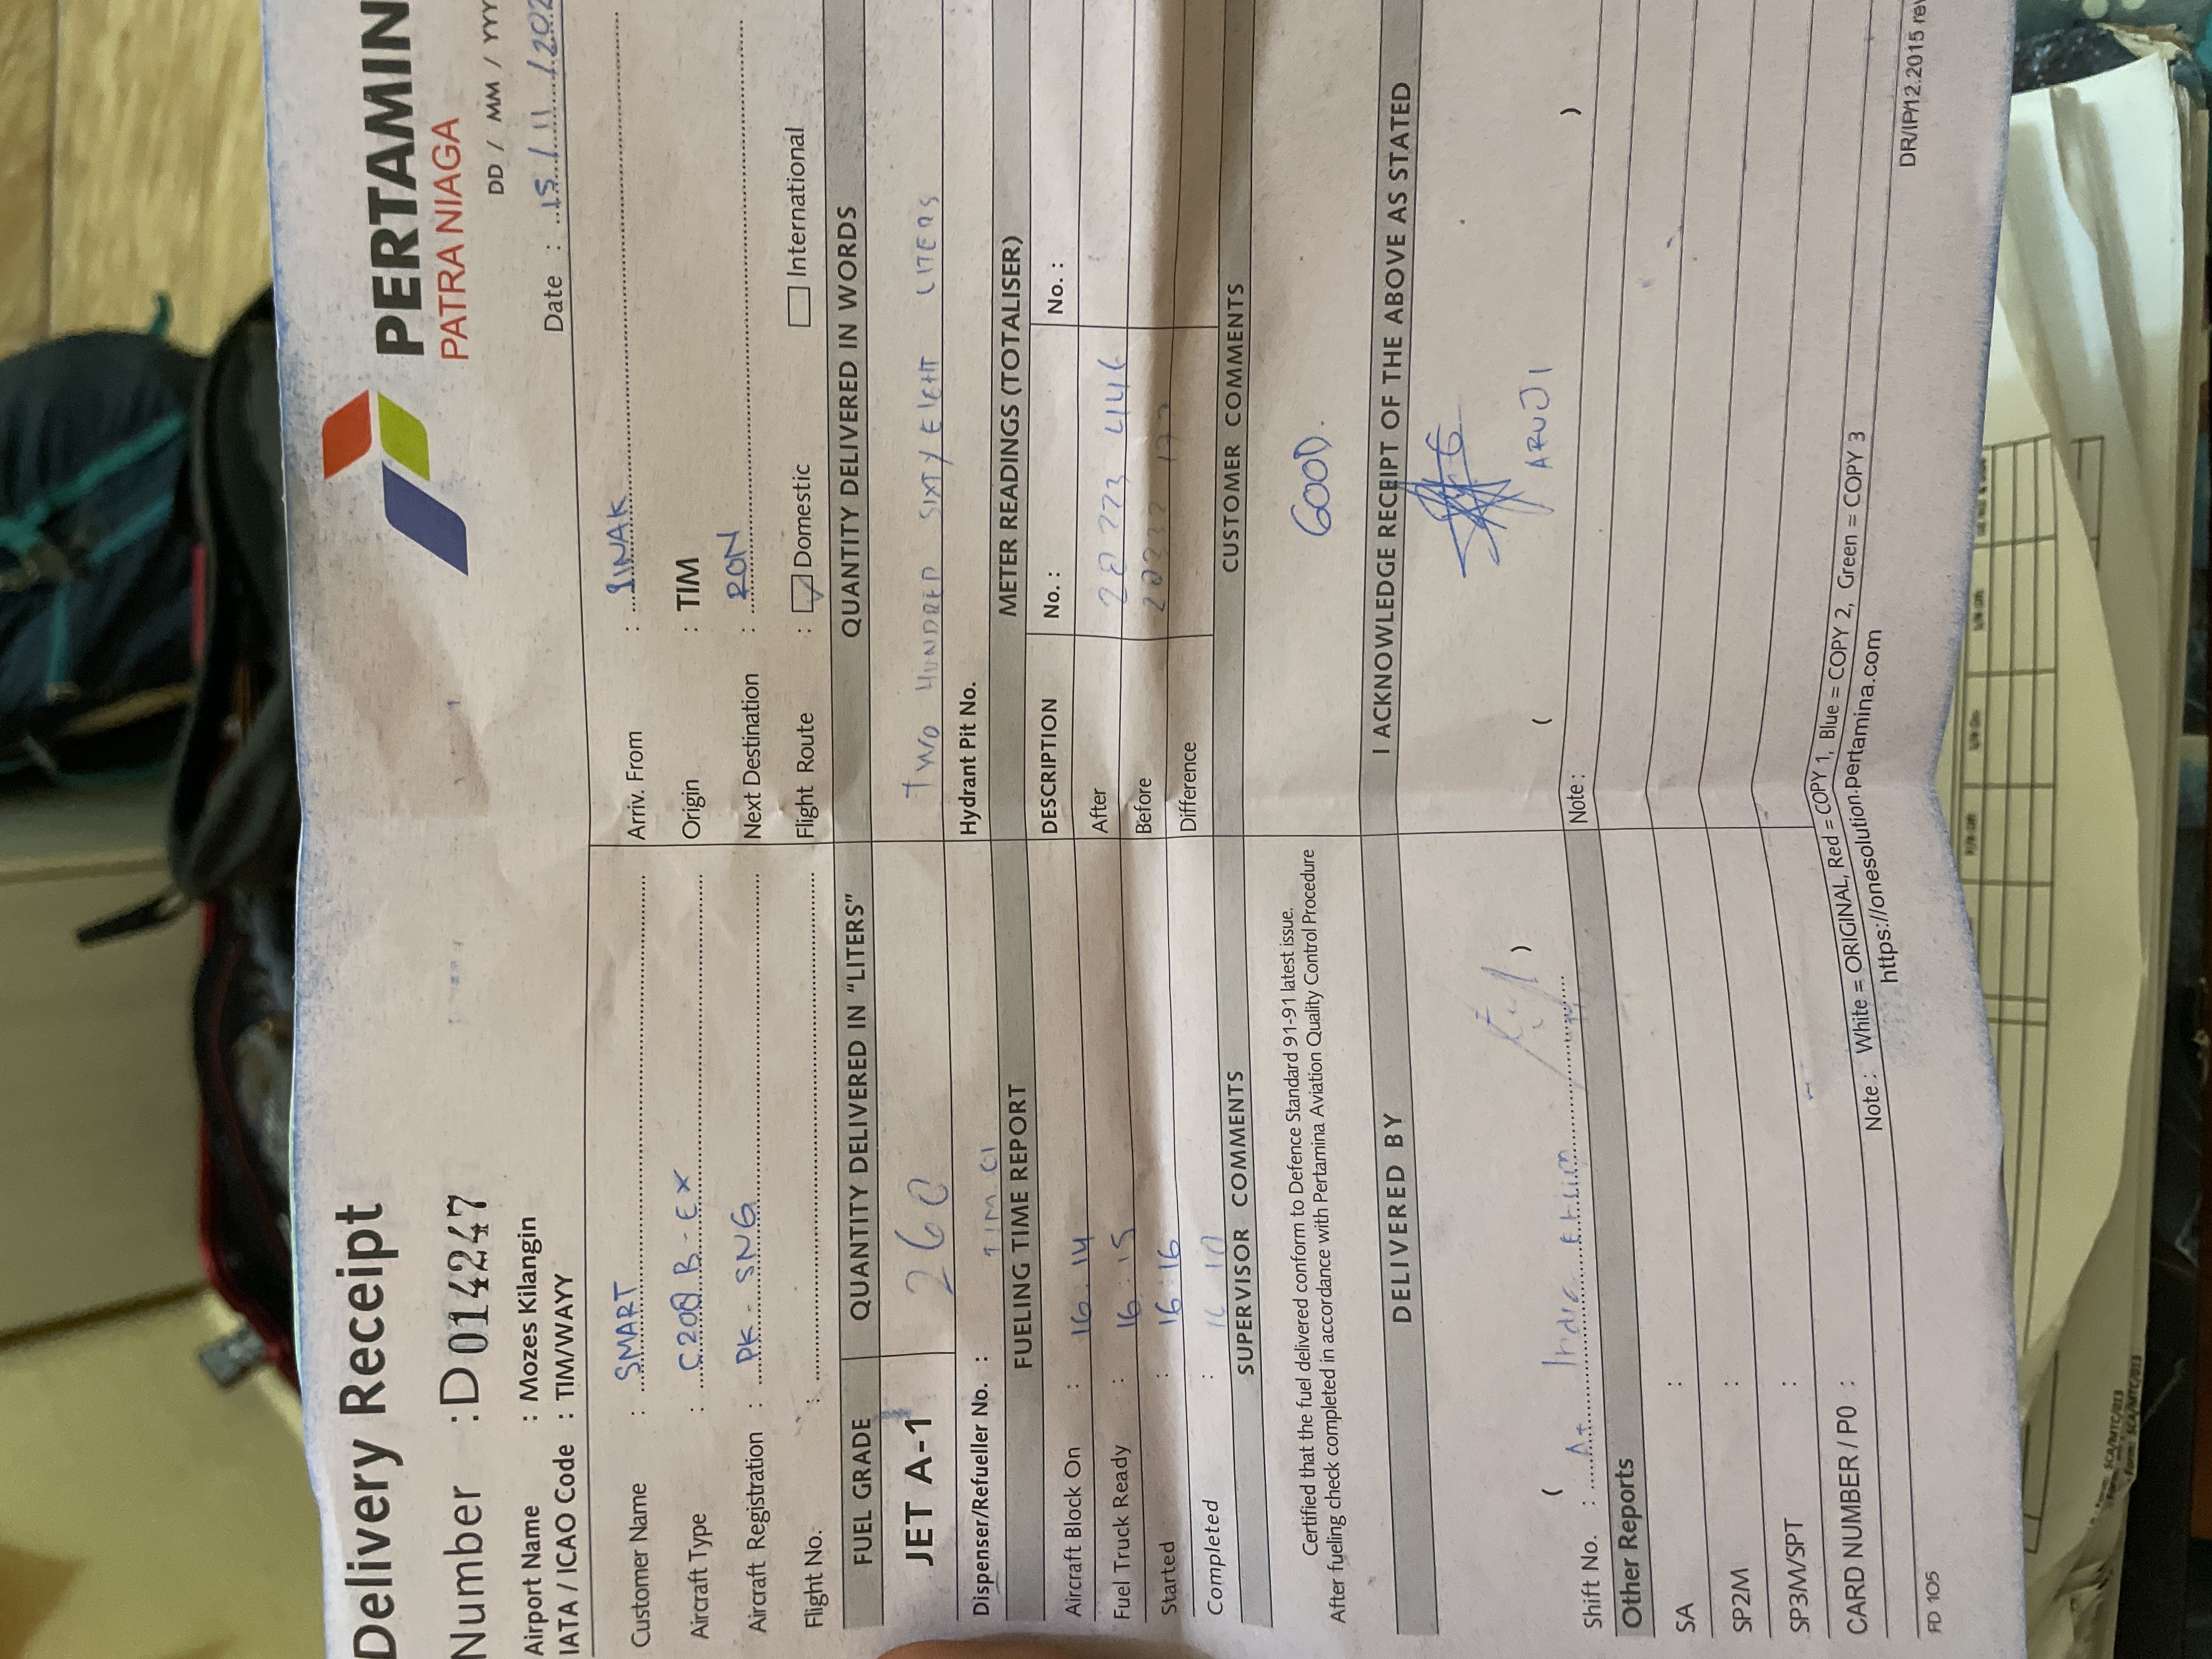 Delivery Receipt
PERTAMIN
PATRA NIAGA
Number : D 014247
DD / MM / YYY
Airport Name : Mozes Kilangin
Date : 15 / 11 / 202
IATA / ICAO Code : TIM/WAYY
Customer Name : SMART
Arriv. From : SINAK
Aircraft Type : C208 B - EX
Origin : TIM
Aircraft Registration : PK - SNG
Next Destination : RON
Flight No. :
Flight Route : Domestic International
FUEL GRADE QUANTITY DELIVERED IN "LITERS" QUANTITY DELIVERED IN WORDS
JET A-1 268 TWO HUNDRED SIXTY EIGHT LITERS
Dispenser/Refueller No. : TIM.01
Hydrant Pit No.
FUELING TIME REPORT METER READINGS (TOTALISER)
DESCRIPTION No. : No. :
Aircraft Block On : 16.14
After
Fuel Truck Ready : 16.15
Before
Started : 16.16
Difference
Completed :
SUPERVISOR COMMENTS CUSTOMER COMMENTS
Certified that the fuel delivered conform to Defence Standard 91-91 latest issue.
After fueling check completed in accordance with Pertamina Aviation Quality Control Procedure
GOOD.
DELIVERED BY I ACKNOWLEDGE RECEIPT OF THE ABOVE AS STATED
( )
( ARUJI )
Shift No. :
Note :
Other Reports
SA :
SP2M :
SP3M/SPT :
CARD NUMBER / PO :
Note : White = ORIGINAL, Red = COPY 1, Blue = COPY 2, Green = COPY 3
https://onesolution.pertamina.com
FD 105
DR/IP/12.2015 rev